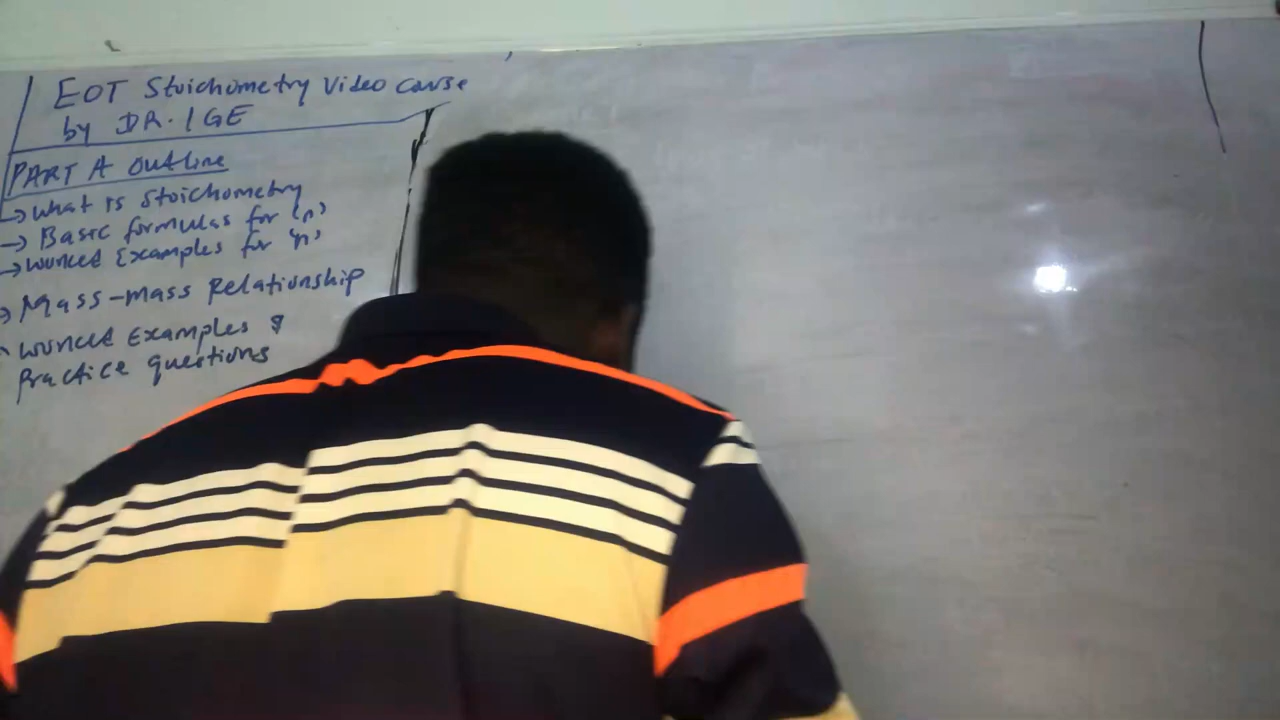 EOT Stoichometry Video Causse
by DR. IGE
PART A Outline
→ What is Stoichometry
→ Basic formulas for 'n'
→ Worked Examples for 'n'
→ Mass-mass Relationship
Worked Examples &
Practice questions